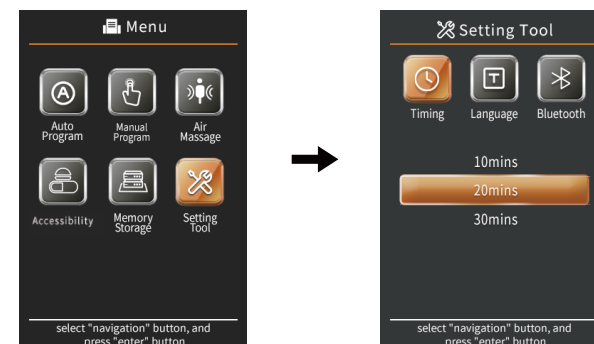 Menu
Auto
Program
Manual
Program
Air
Massage
Accessibility
Memory
Storage
Setting
Tool
select "navigation" button, and
press "enter" button
Setting Tool
Timing
Language
Bluetooth
10mins
20mins
30mins
select "navigation" button, and
press "enter" button